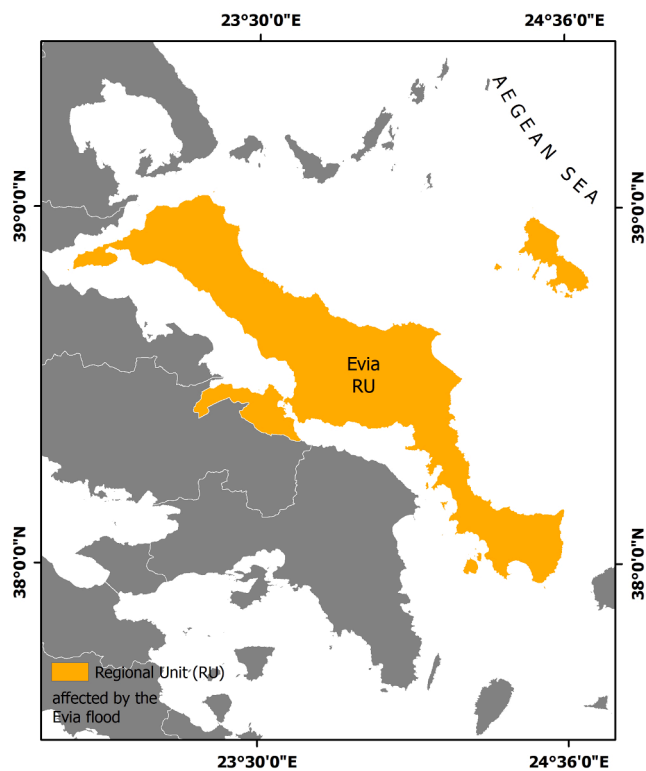 23°30'0"E
24°36'0"E
AEGEAN SEA
39°0'0"N
39°0'0"N
Evia
RU
38°0'0"N
38°0'0"N
Regional Unit (RU)
affected by the
Evia flood
23°30'0"E
24°36'0"E